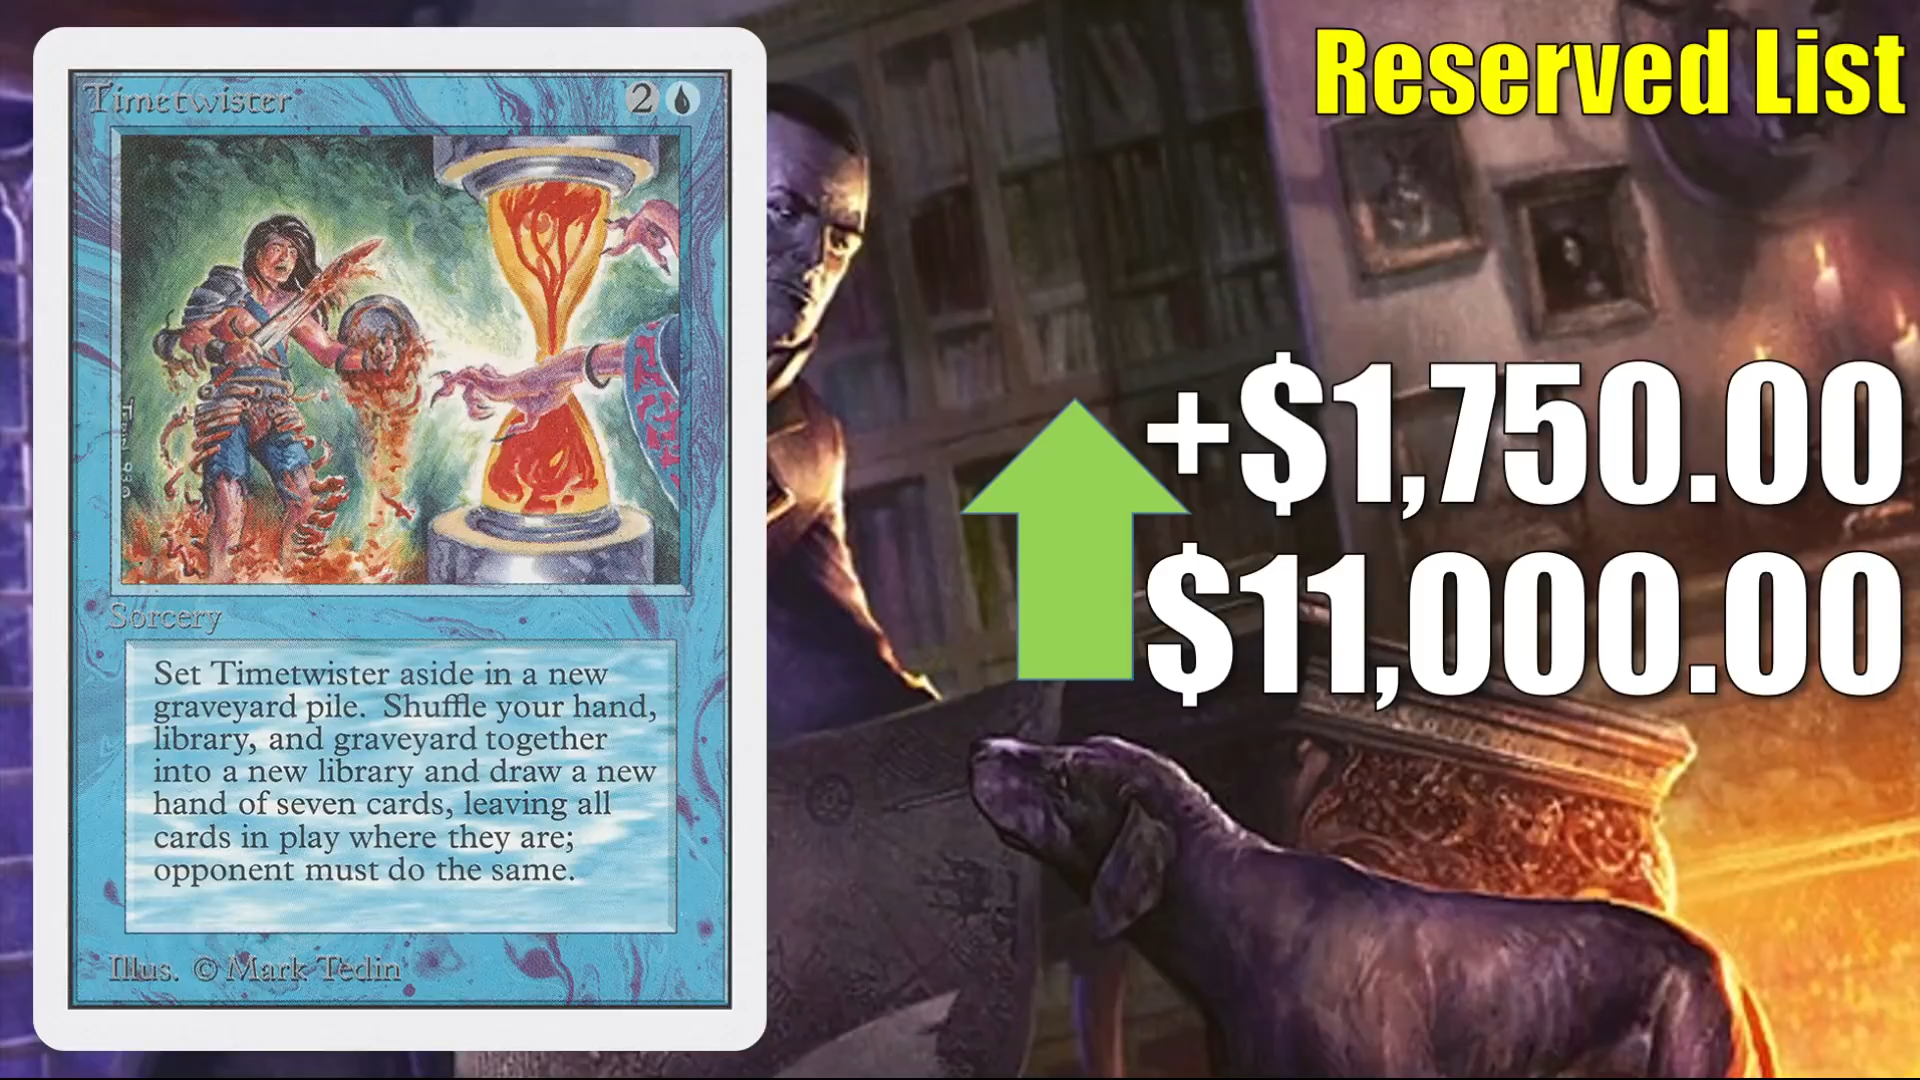 Timetwister
2
Sorcery
Set Timetwister aside in a new
graveyard pile. Shuffle your hand,
library, and graveyard together
into a new library and draw a new
hand of seven cards, leaving all
cards in play where they are;
opponent must do the same.
Illus. © Mark Tedin
Reserved List
+$1,750.00
$11,000.00